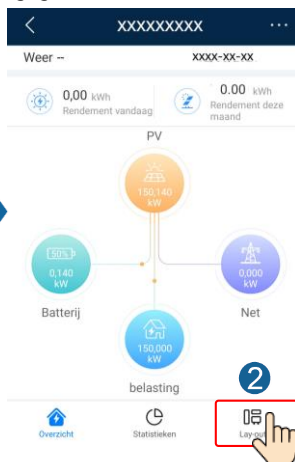 XXXXXXXXX ...
Weer -- XXXX-XX-XX
0,00 kWh
Rendement vandaag
0.00 kWh
Rendement deze
maand
PV
150,140
kW
50%
0,140
kW
0,000
kW
Batterij
Net
150,000
kW
belasting
2
Overzicht
Statistieken
Lay-out